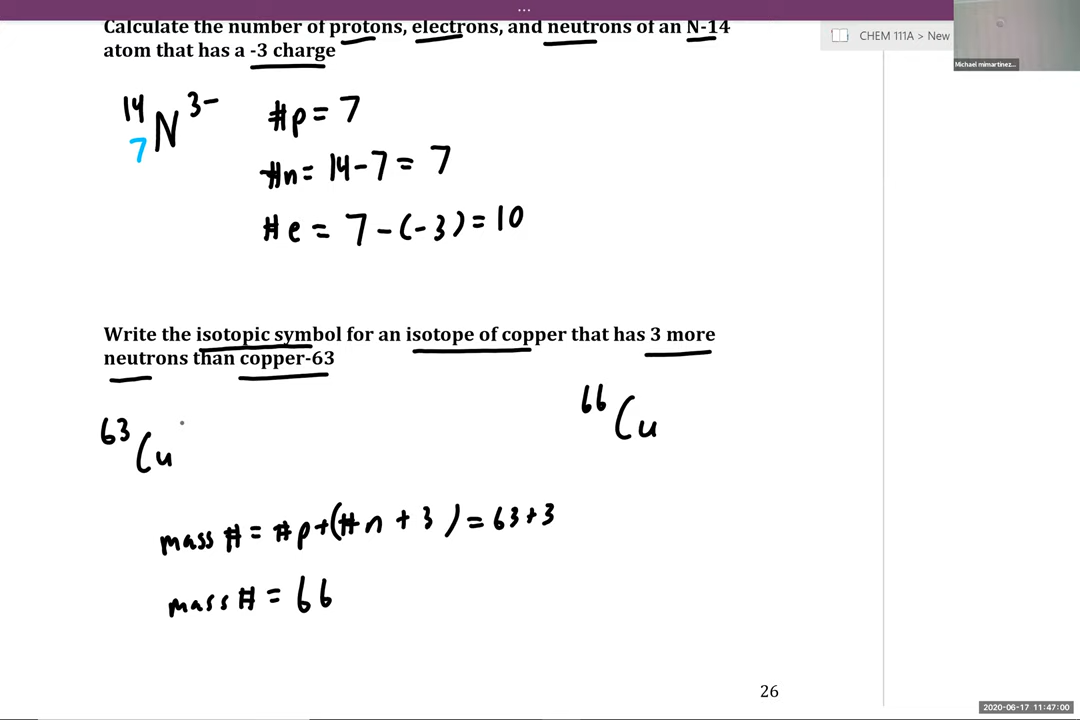 Calculate the number of protons, electrons, and neutrons of an N-14
atom that has a -3 charge
CHEM 111A > New
Michael mimartinez...
14
7 N 3-
#p = 7
#n = 14-7 = 7
#e = 7-(-3) = 10
Write the isotopic symbol for an isotope of copper that has 3 more
neutrons than copper-63
63 Cu
66 Cu
mass # = #p+(#n + 3) = 63+3
mass # = 66
26
2020-06-17 11:47:00